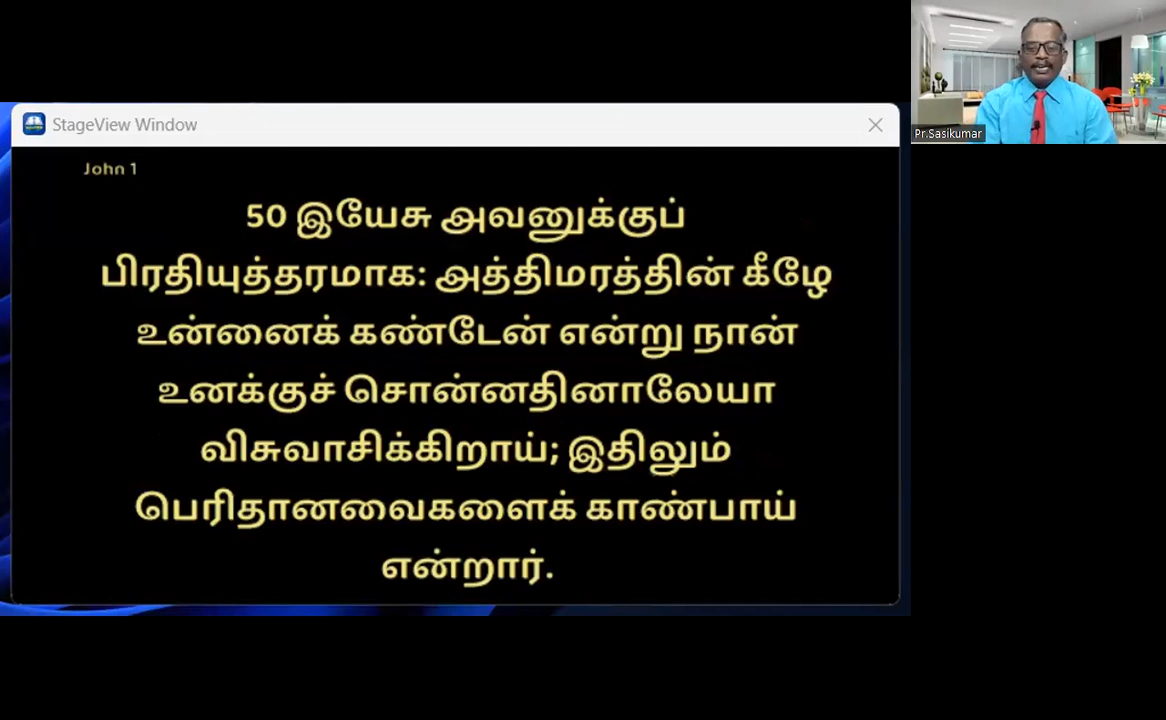 StageView Window
John 1
50 இயேசு அவனுக்குப்
பிரதியுத்தரமாக: அத்திமரத்தின் கீழே
உன்னைக் கண்டேன் என்று நான்
உனக்குச் சொன்னதினாலேயா
விசுவாசிக்கிறாய்; இதிலும்
பெரிதானவைகளைக் காண்பாய்
என்றார்.
Pr.Sasikumar